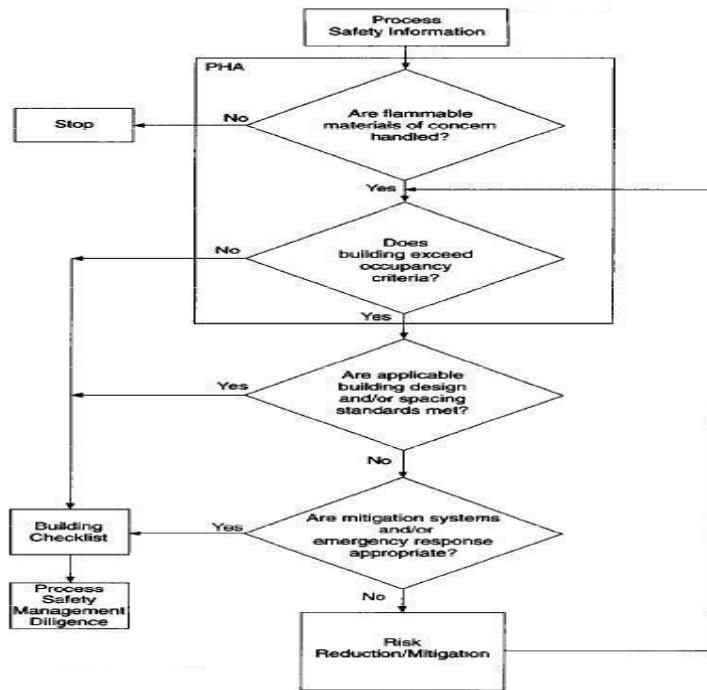 Process
Safety Information
PHA
Are flammable
materials of concern
handled?
No
Stop
Yes
Does
building exceed
occupancy
criteria?
No
Yes
Are applicable
building design
and/or spacing
standards met?
Yes
No
Are mitigation systems
and/or
emergency response
appropriate?
Yes
Building
Checklist
Process
Safety
Management
Diligence
No
Risk
Reduction/Mitigation